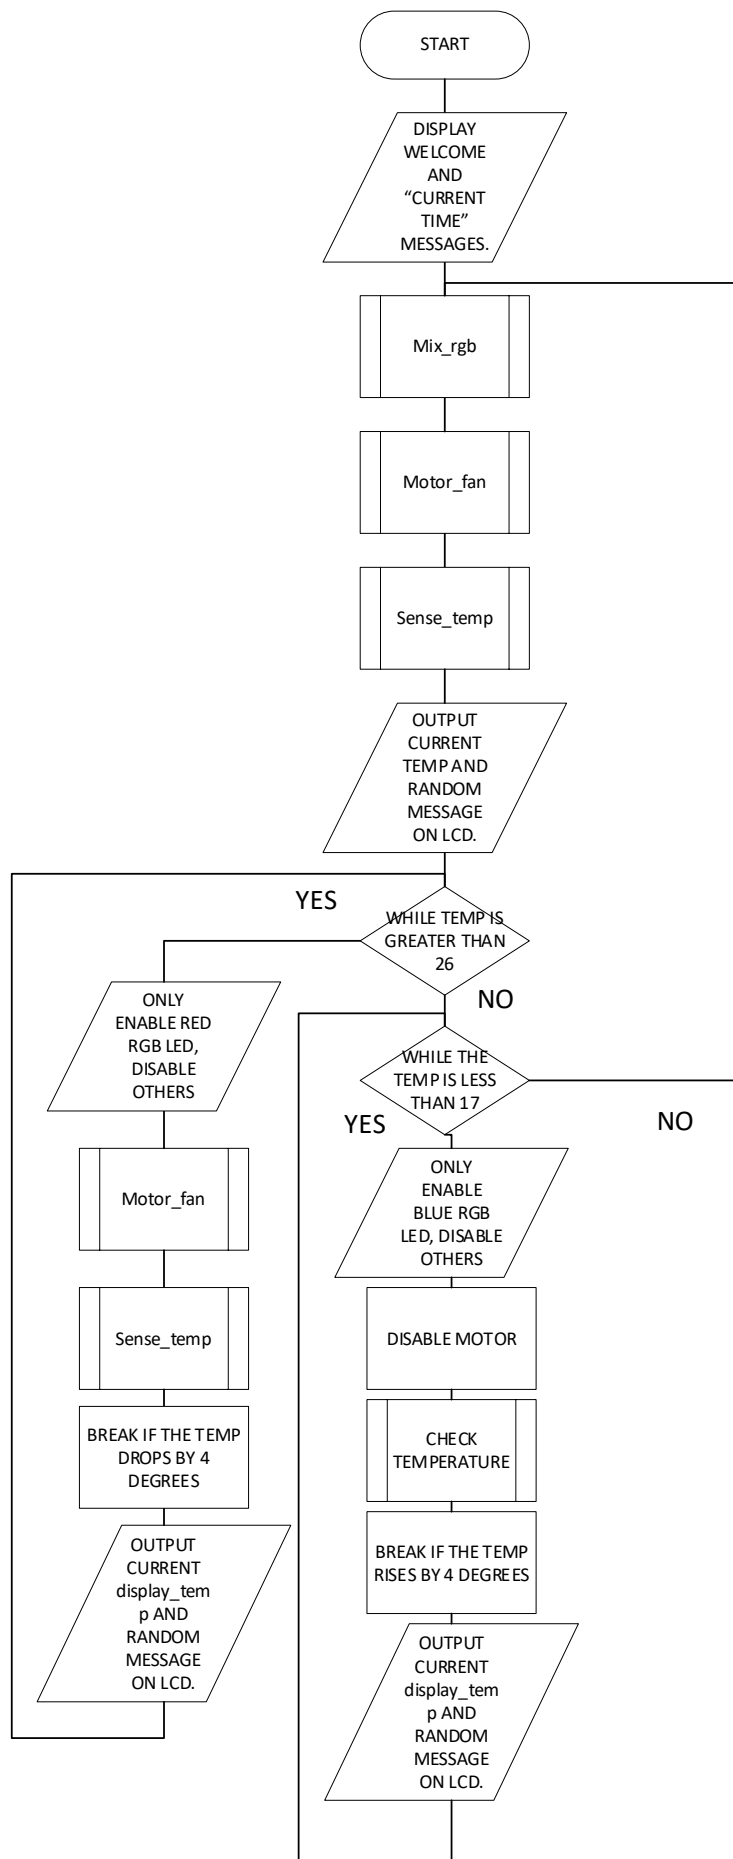 START
DISPLAY
WELCOME
AND
“CURRENT
TIME”
MESSAGES.
Mix_rgb
Motor_fan
Sense_temp
OUTPUT
CURRENT
TEMP AND
RANDOM
MESSAGE
ON LCD.
YES
WHILE TEMP IS
GREATER THAN
26
NO
ONLY
ENABLE RED
RGB LED,
DISABLE
OTHERS
Motor_fan
Sense_temp
BREAK IF THE TEMP
DROPS BY 4
DEGREES
OUTPUT
CURRENT
display_tem
p AND
RANDOM
MESSAGE
ON LCD.
WHILE THE
TEMP IS LESS
THAN 17
YES
NO
ONLY
ENABLE
BLUE RGB
LED, DISABLE
OTHERS
DISABLE MOTOR
CHECK
TEMPERATURE
BREAK IF THE TEMP
RISES BY 4 DEGREES
OUTPUT
CURRENT
display_tem
p AND
RANDOM
MESSAGE
ON LCD.